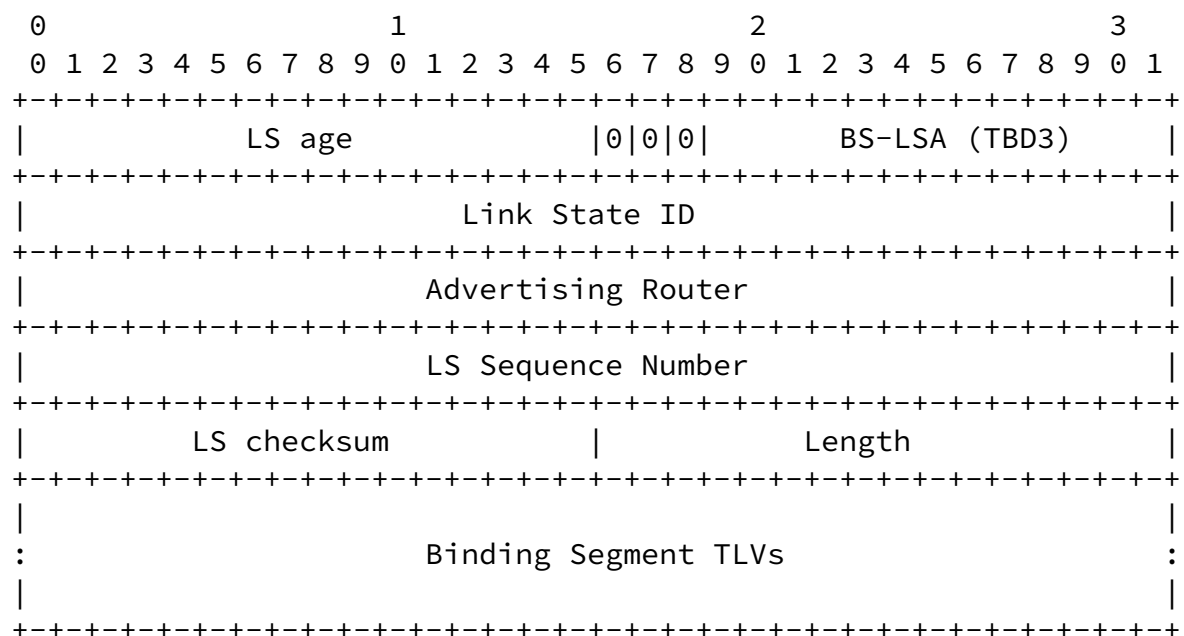 0                   1                   2                   3
 0 1 2 3 4 5 6 7 8 9 0 1 2 3 4 5 6 7 8 9 0 1 2 3 4 5 6 7 8 9 0 1
+-+-+-+-+-+-+-+-+-+-+-+-+-+-+-+-+-+-+-+-+-+-+-+-+-+-+-+-+-+-+-+-+
|            LS age             |0|0|0|       BS-LSA (TBD3)     |
+-+-+-+-+-+-+-+-+-+-+-+-+-+-+-+-+-+-+-+-+-+-+-+-+-+-+-+-+-+-+-+-+
|                        Link State ID                          |
+-+-+-+-+-+-+-+-+-+-+-+-+-+-+-+-+-+-+-+-+-+-+-+-+-+-+-+-+-+-+-+-+
|                      Advertising Router                       |
+-+-+-+-+-+-+-+-+-+-+-+-+-+-+-+-+-+-+-+-+-+-+-+-+-+-+-+-+-+-+-+-+
|                      LS Sequence Number                       |
+-+-+-+-+-+-+-+-+-+-+-+-+-+-+-+-+-+-+-+-+-+-+-+-+-+-+-+-+-+-+-+-+
|         LS checksum           |           Length              |
+-+-+-+-+-+-+-+-+-+-+-+-+-+-+-+-+-+-+-+-+-+-+-+-+-+-+-+-+-+-+-+-+
|                                                               |
:                      Binding Segment TLVs                     :
|                                                               |
+-+-+-+-+-+-+-+-+-+-+-+-+-+-+-+-+-+-+-+-+-+-+-+-+-+-+-+-+-+-+-+-+